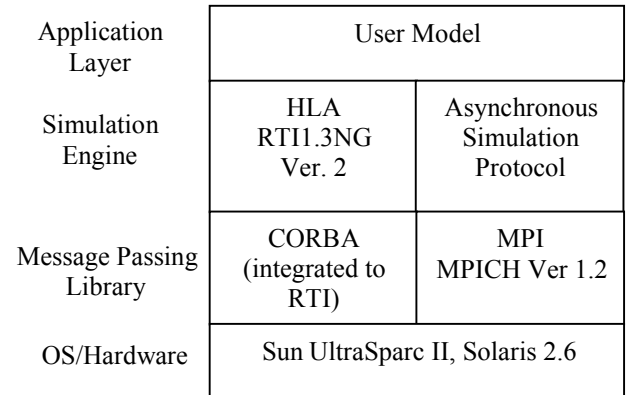 Application
Layer
User Model
Simulation
Engine
HLA
RTI1.3NG
Ver. 2
Asynchronous
Simulation
Protocol
Message Passing
Library
CORBA
(integrated to
RTI)
MPI
MPICH Ver 1.2
OS/Hardware
Sun UltraSparc II, Solaris 2.6